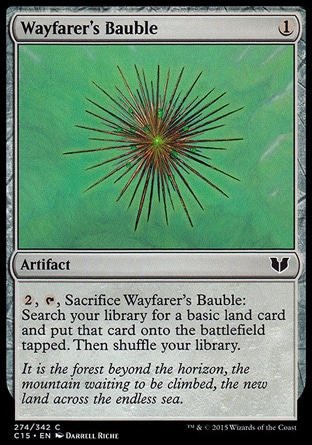 Wayfarer's Bauble 1
Artifact
2, , Sacrifice Wayfarer's Bauble:
Search your library for a basic land card
and put that card onto the battlefield
tapped. Then shuffle your library.
It is the forest beyond the horizon, the
mountain waiting to be climbed, the new
land across the endless sea.
274/342 C
C15 • EN DARRELL RICHE
™ & © 2015 Wizards of the Coast